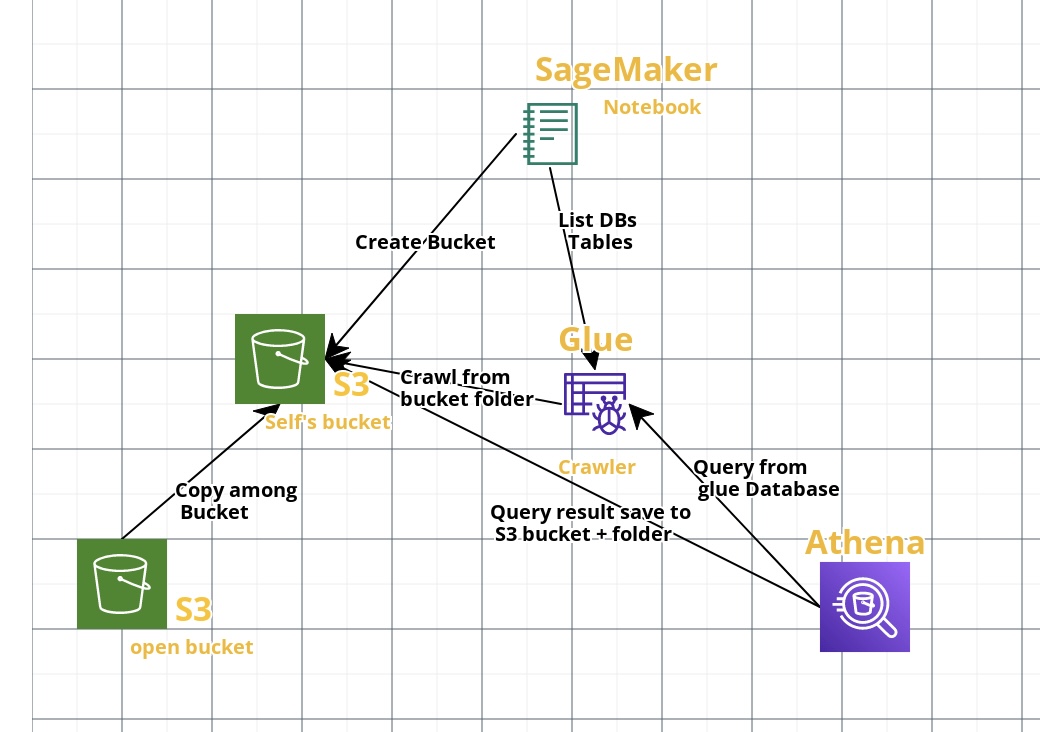 SageMaker
Notebook
List DBs
Tables
Create Bucket
Glue
Crawl from
bucket folder
S3
Self's bucket
Crawler
Query from
glue Database
Copy among
Bucket
Query result save to
S3 bucket + folder
Athena
S3
open bucket